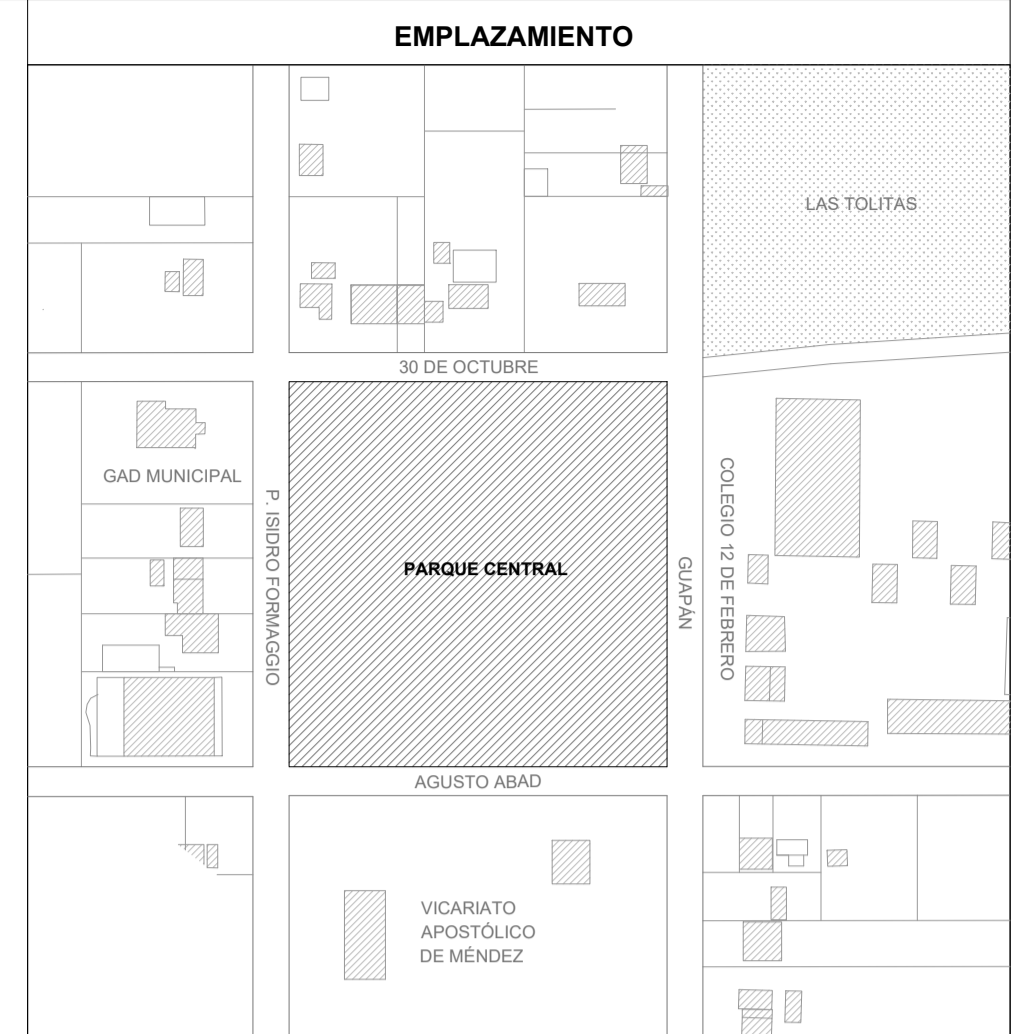 EMPLAZAMIENTO
LAS TOLITAS
30 DE OCTUBRE
GAD MUNICIPAL
P. ISIDRO FORMAGGIO
PARQUE CENTRAL
GUAPÁN
COLEGIO 12 DE FEBRERO
AGUSTO ABAD
VICARIATO
APOSTÓLICO
DE MÉNDEZ